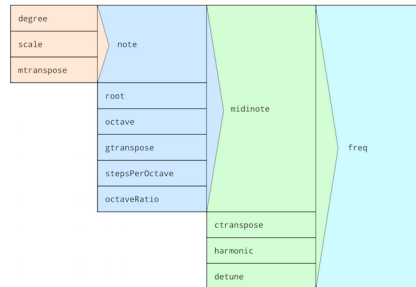 degree
scale
mtranspose
note
root
octave
gtranspose
stepsPerOctave
octaveRatio
midinote
ctranspose
harmonic
detune
freq